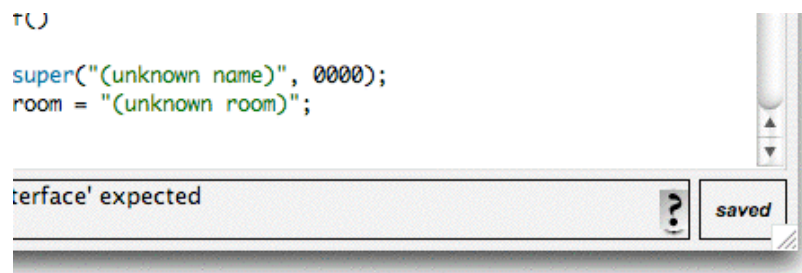 f()
super("(unknown name)", 0000);
room = "(unknown room)";
terface' expected
?
saved